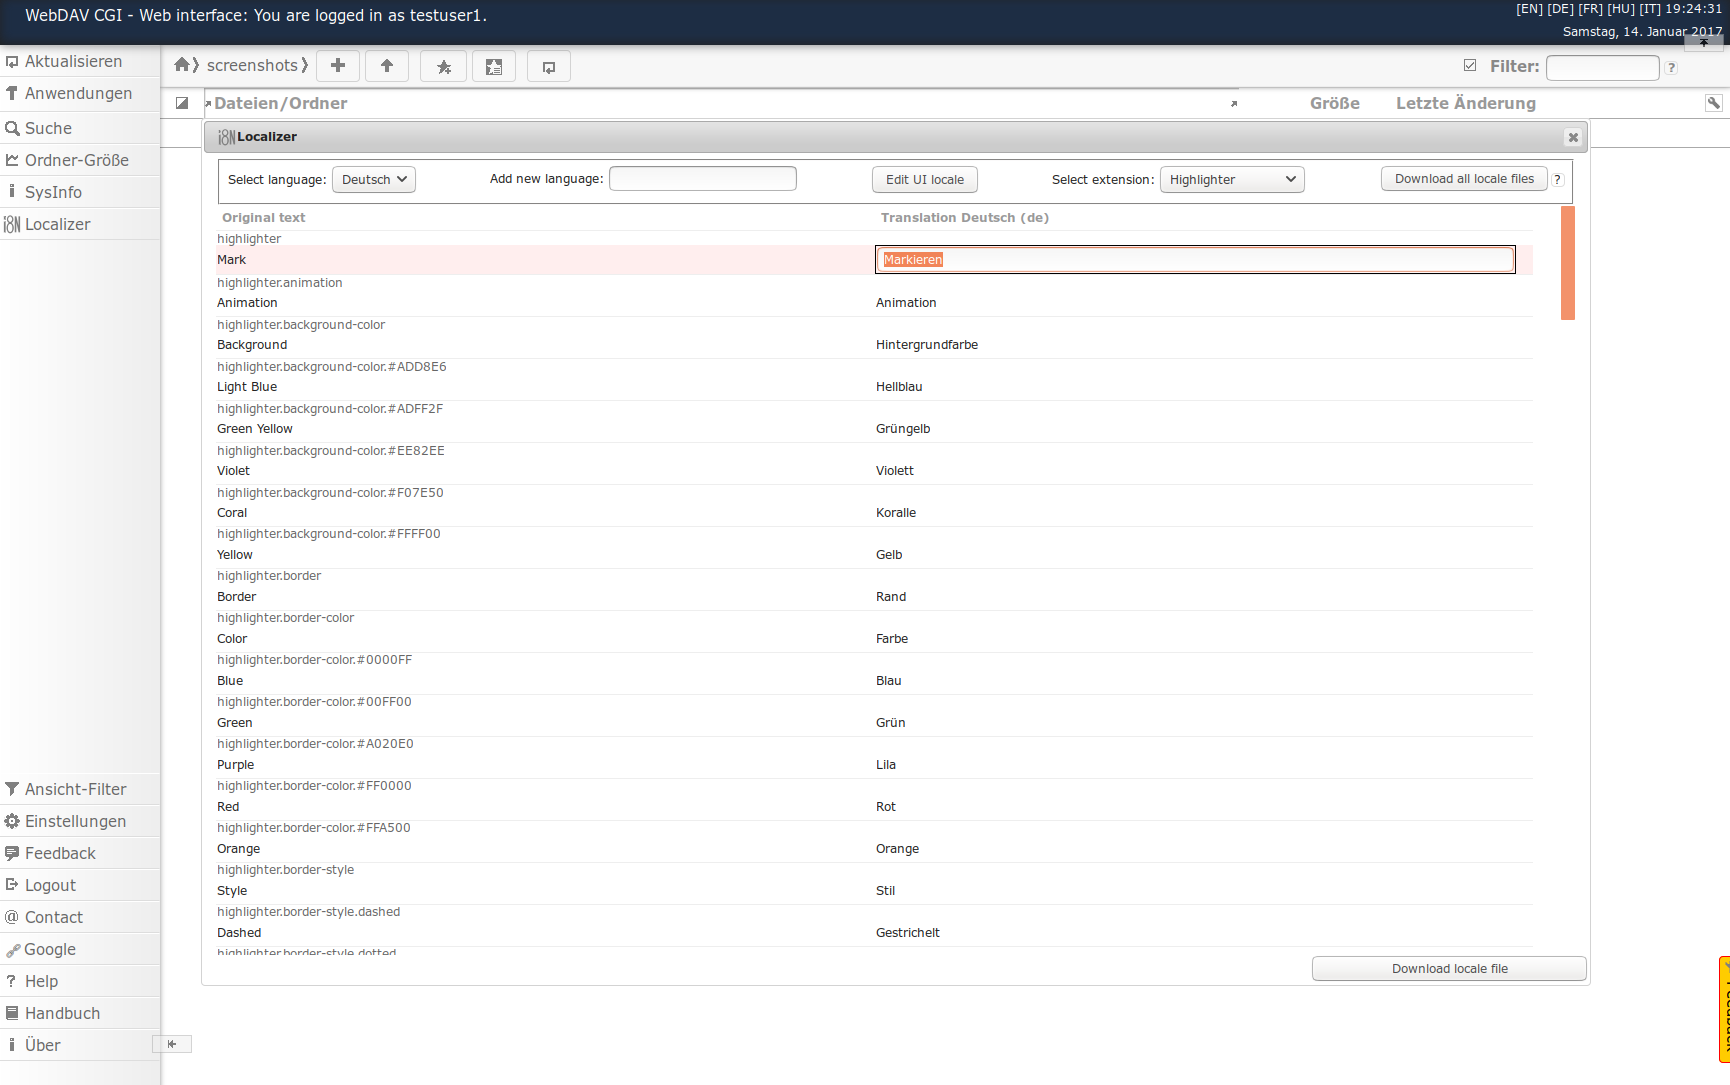 WebDAV CGI - Web interface: You are logged in as testuser1.
[EN] [DE] [FR] [HU] [IT] 19:24:31
Samstag, 14. Januar 2017
Aktualisieren
Anwendungen
Suche
Ordner-Größe
SysInfo
i8N Localizer
screenshots
Filter:
?
Dateien/Ordner
Größe
Letzte Änderung
i8N Localizer
Select language: Deutsch
Add new language:
Edit UI locale
Select extension: Highlighter
Download all locale files
?
Original text
Translation Deutsch (de)
highlighter
Mark
Markieren
highlighter.animation
Animation
Animation
highlighter.background-color
Background
Hintergrundfarbe
highlighter.background-color.#ADD8E6
Light Blue
Hellblau
highlighter.background-color.#ADFF2F
Green Yellow
Grüngelb
highlighter.background-color.#EE82EE
Violet
Violett
highlighter.background-color.#F07E50
Coral
Koralle
highlighter.background-color.#FFFF00
Yellow
Gelb
highlighter.border
Border
Rand
highlighter.border-color
Color
Farbe
highlighter.border-color.#0000FF
Blue
Blau
highlighter.border-color.#00FF00
Green
Grün
highlighter.border-color.#A020E0
Purple
Lila
highlighter.border-color.#FF0000
Red
Rot
highlighter.border-color.#FFA500
Orange
Orange
highlighter.border-style
Style
Stil
highlighter.border-style.dashed
Dashed
Gestrichelt
highlighter.border-style.dotted
Download locale file
Ansicht-Filter
Einstellungen
Feedback
Logout
@ Contact
Google
? Help
Handbuch
Über
Feedback